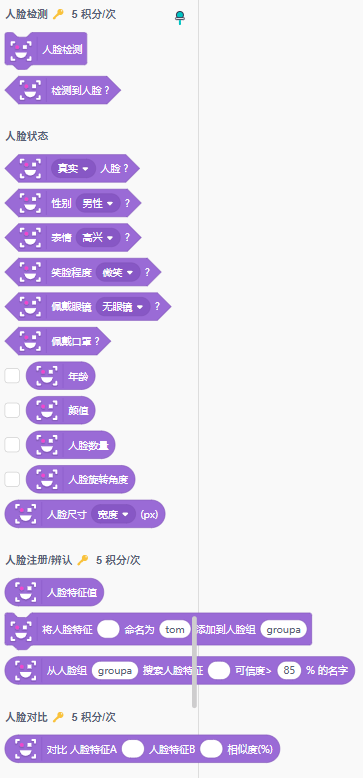 人脸检测 5 积分/次
人脸检测
检测到人脸？
人脸状态
真实 人脸？
性别 男性 ？
表情 高兴 ？
笑脸程度 微笑 ？
佩戴眼镜 无眼镜 ？
佩戴口罩？
年龄
颜值
人脸数量
人脸旋转角度
人脸尺寸 宽度 (px)
人脸注册/辨认 5 积分/次
人脸特征值
将人脸特征 命名为 tom 添加到人脸组 groupa
从人脸组 groupa 搜索人脸特征 可信度> 85 % 的名字
人脸对比 5 积分/次
对比 人脸特征A 人脸特征B 相似度(%)